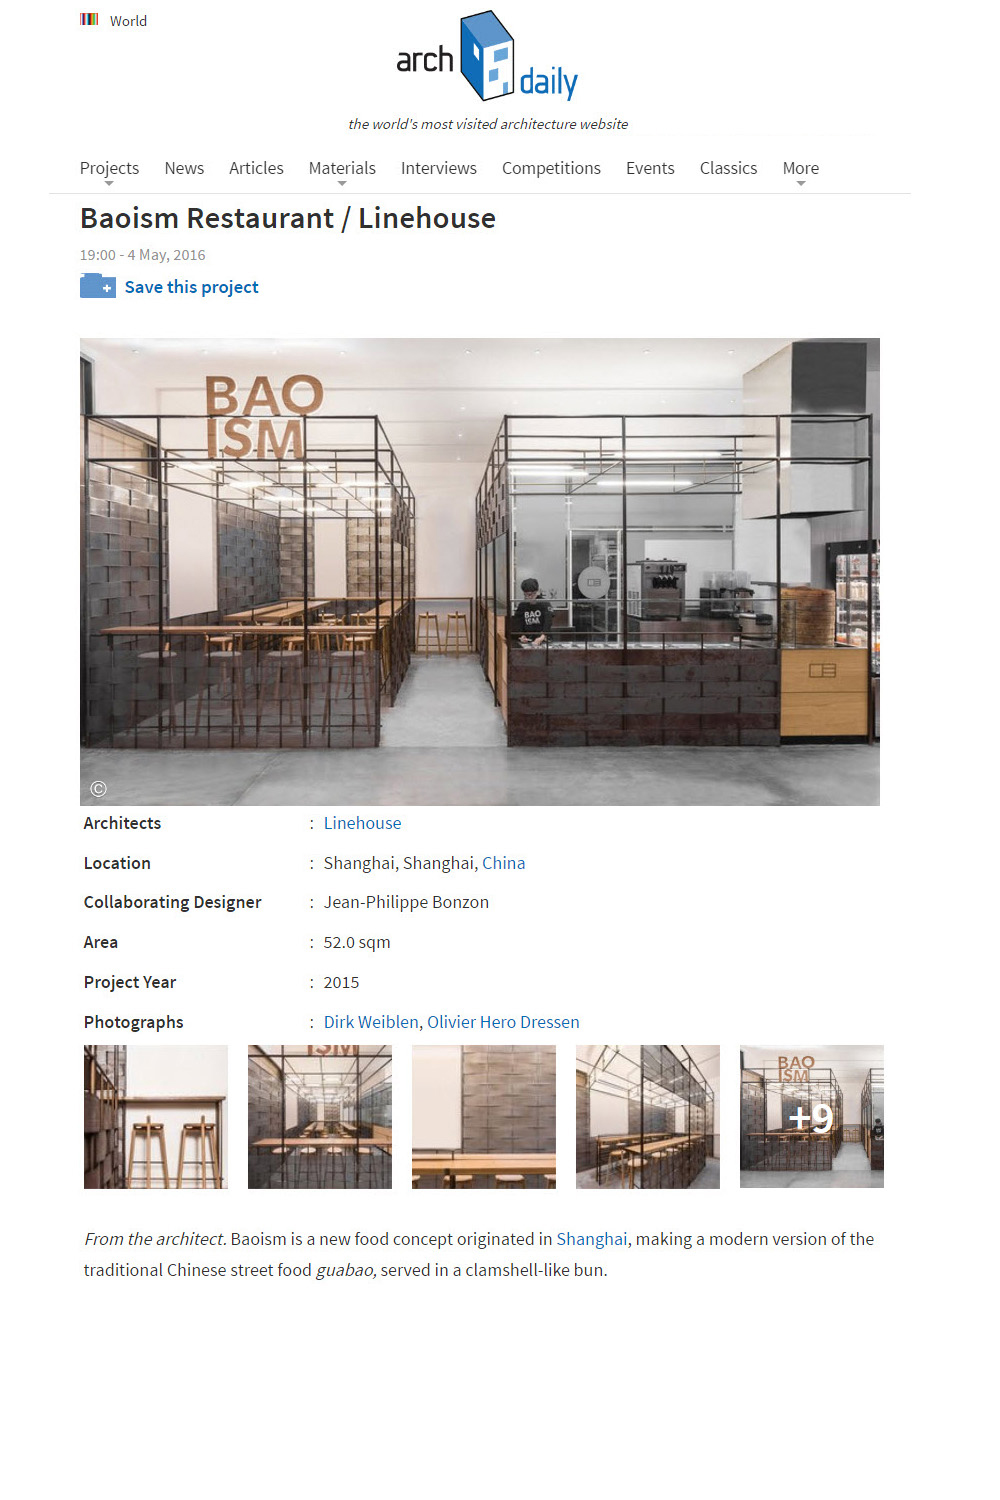 World
arch daily
the world's most visited architecture website
Projects News Articles Materials Interviews Competitions Events Classics More
Baoism Restaurant / Linehouse
19:00 - 4 May, 2016
Save this project
BAO
ISM
BAO
ISM
©
Architects : Linehouse
Location : Shanghai, Shanghai, China
Collaborating Designer : Jean-Philippe Bonzon
Area : 52.0 sqm
Project Year : 2015
Photographs : Dirk Weiblen, Olivier Hero Dressen
ISM
BAO
ISM
+9
From the architect. Baoism is a new food concept originated in Shanghai, making a modern version of the
traditional Chinese street food guabao, served in a clamshell-like bun.